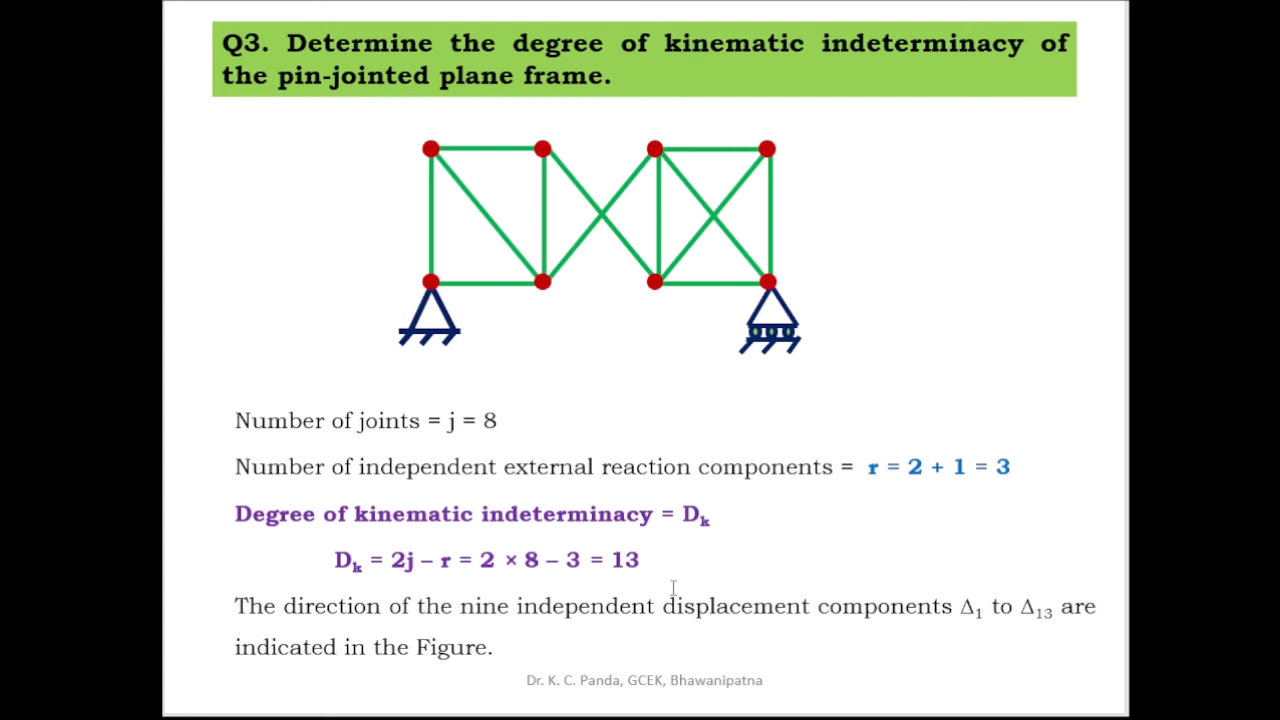 Q3. Determine the degree of kinematic indeterminacy of
the pin-jointed plane frame.
Number of joints = j = 8
Number of independent external reaction components = r = 2 + 1 = 3
Degree of kinematic indeterminacy = Dₖ
Dₖ = 2j – r = 2 × 8 – 3 = 13
The direction of the nine independent displacement components Δ₁ to Δ₁₃ are
indicated in the Figure.
Dr. K. C. Panda, GCEK, Bhawanipatna